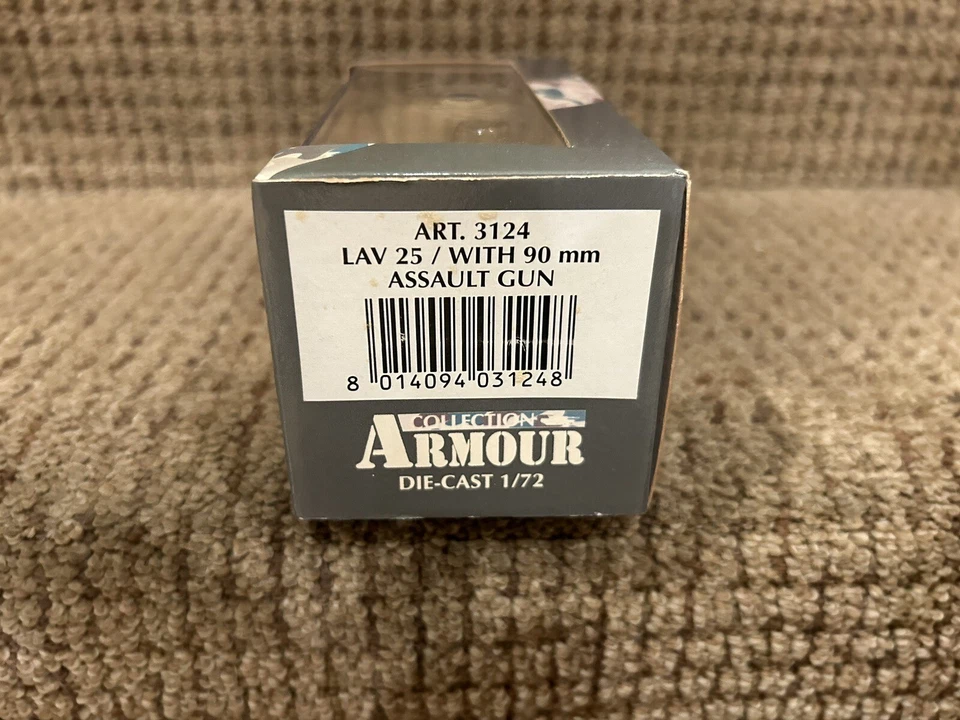 ART. 3124
LAV 25 / WITH 90 mm
ASSAULT GUN
8 014094 031248
COLLECTION
ARMOUR
DIE-CAST 1/72